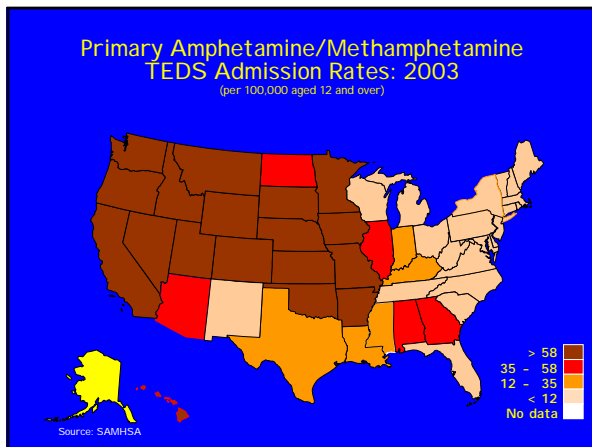 Primary Amphetamine/Methamphetamine
TEDS Admission Rates: 2003
(per 100,000 aged 12 and over)
> 58
35 – 58
12 – 35
< 12
No data
Source: SAMHSA